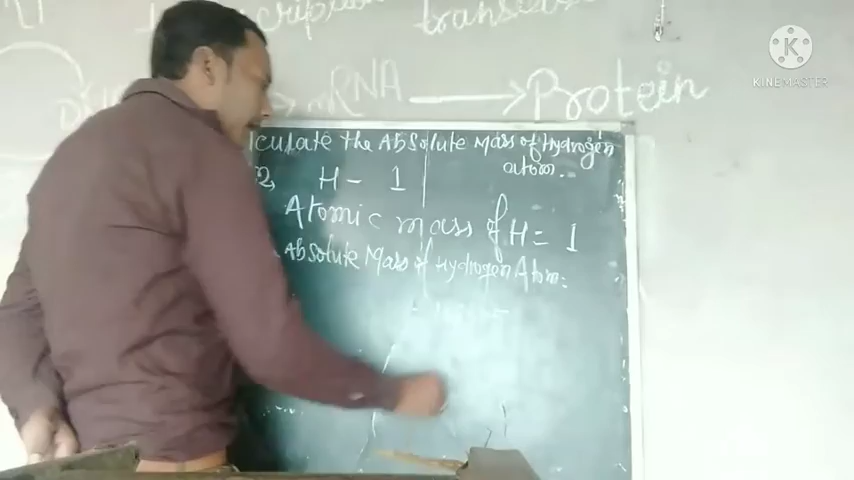 mRNA Protein
K
KINEMASTER
the Absolute Mass of Hydrogen
atom.
H - 1
Atomic mass of H = 1
Absolute Mass of Hydrogen Atom: